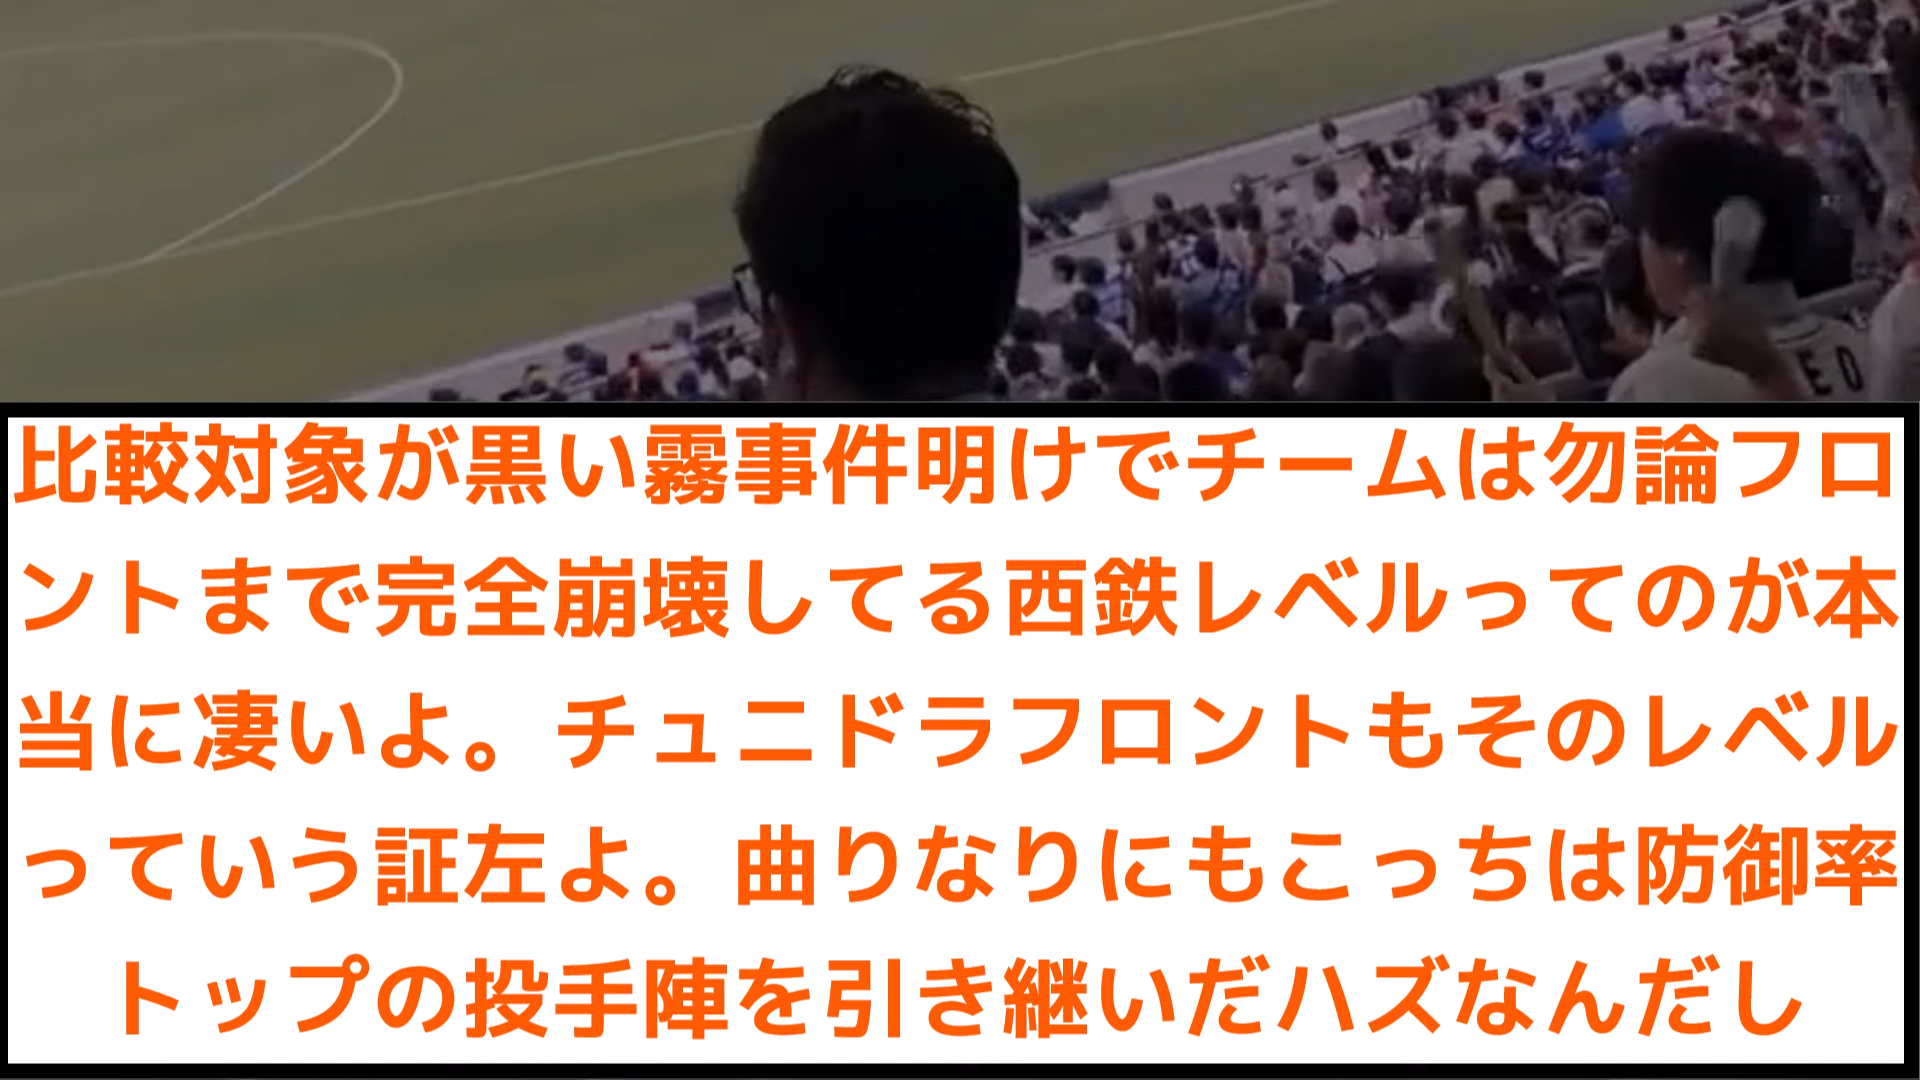 EO
比較対象が黒い霧事件明けでチームは勿論フロ
ントまで完全崩壊してる西鉄レベルってのが本
当に凄いよ。チュニドラフロントもそのレベル
っていう証左よ。曲りなりにもこっちは防御率
トップの投手陣を引き継いだハズなんだし